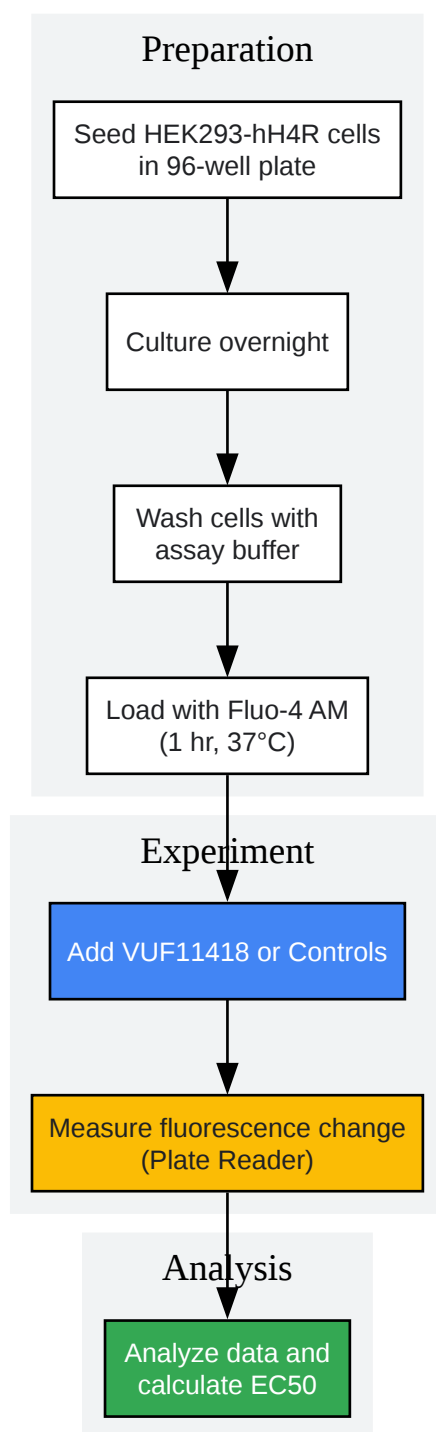 Preparation
Seed HEK293-hH4R cells
in 96-well plate
Culture overnight
Wash cells with
assay buffer
Load with Fluo-4 AM
(1 hr, 37°C)
Experiment
Add VUF11418 or Controls
Measure fluorescence change
(Plate Reader)
Analysis
Analyze data and
calculate EC50